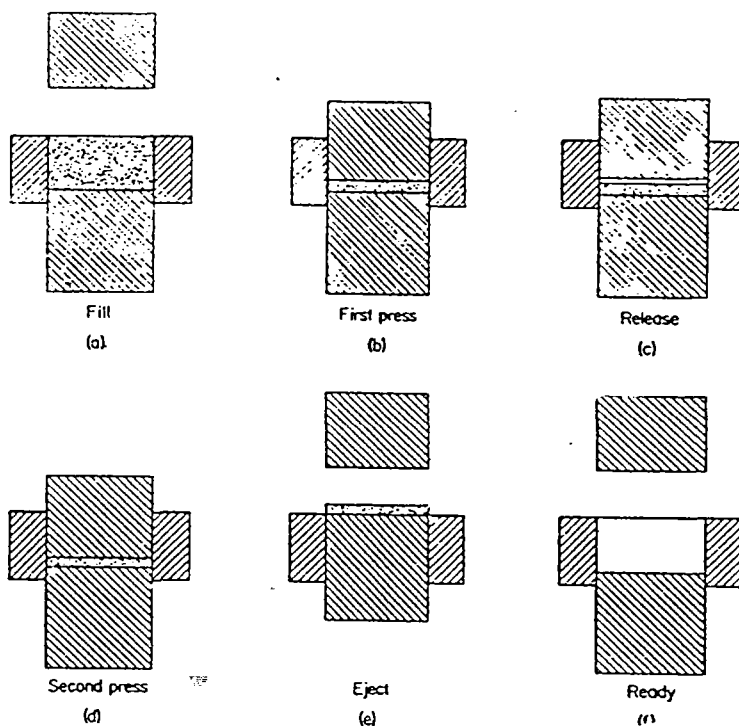 Fill
(a).
First press
(b)
Release
(c)
Second press
(d)
Eject
(e)
Ready
(f)